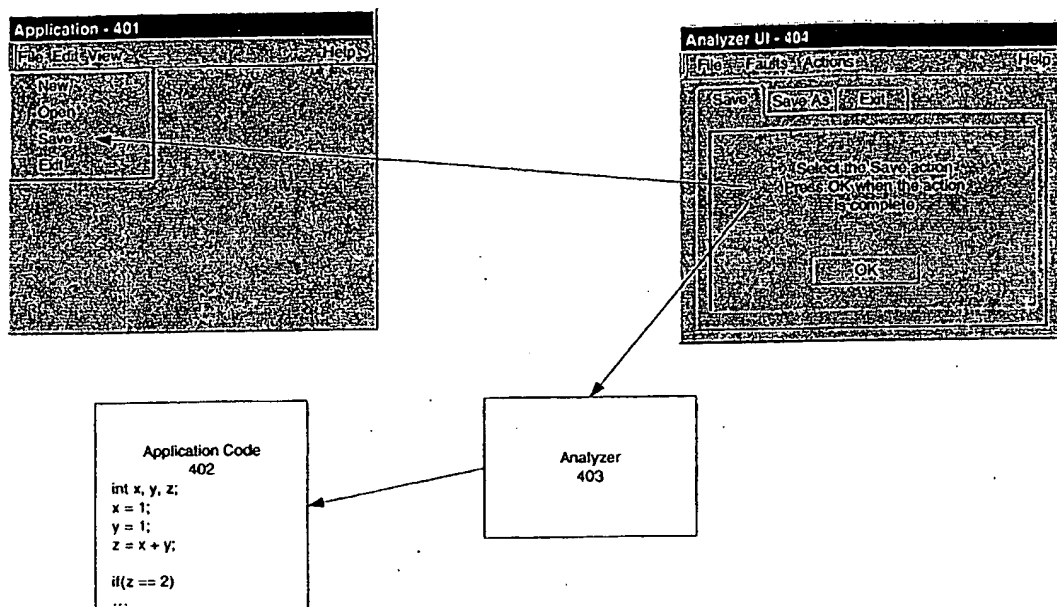 Application - 401
File Edit View Help
New
Open
Save
Exit
Analyzer UI - 404
File Faults Actions Help
Save Save As Exit
Select the Save action.
Press OK when the action
is complete
OK
Application Code
402
int x, y, z;
x = 1;
y = 1;
z = x + y;
if(z == 2)
...
Analyzer
403